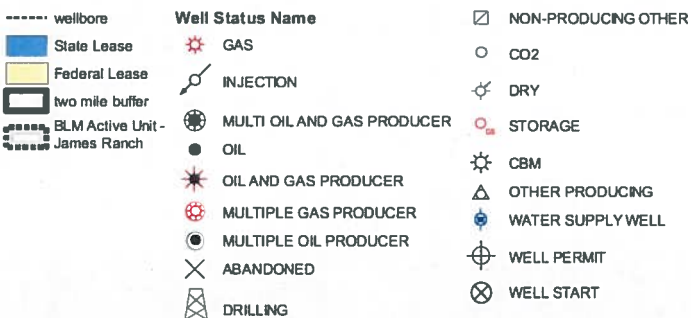 wellbore
State Lease
Federal Lease
two mile buffer
BLM Active Unit -
James Ranch
Well Status Name
GAS
INJECTION
MULTI OIL AND GAS PRODUCER
OIL
OIL AND GAS PRODUCER
MULTIPLE GAS PRODUCER
MULTIPLE OIL PRODUCER
ABANDONED
DRILLING
NON-PRODUCING OTHER
CO2
DRY
STORAGE
CBM
OTHER PRODUCING
WATER SUPPLY WELL
WELL PERMIT
WELL START